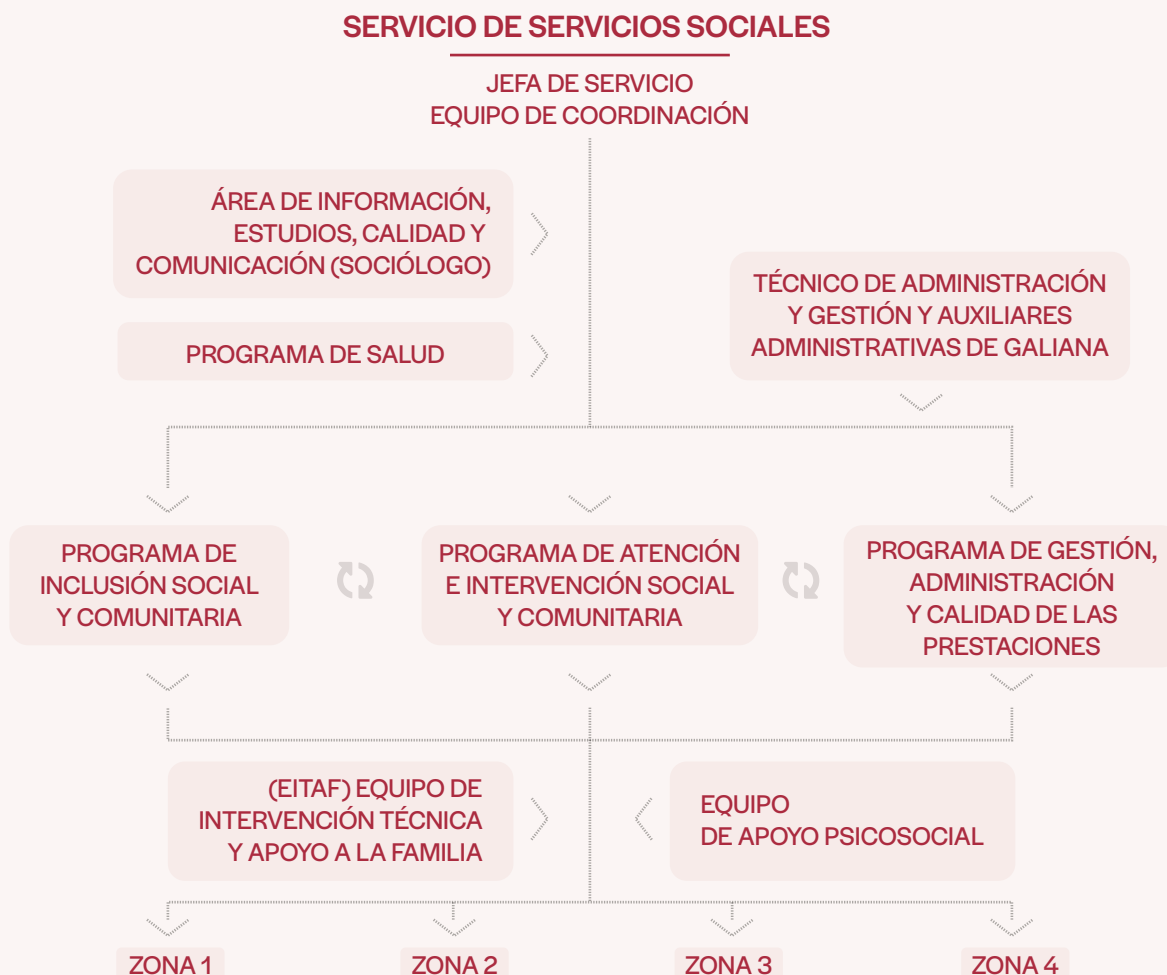 SERVICIO DE SERVICIOS SOCIALES
JEFA DE SERVICIO
EQUIPO DE COORDINACIÓN
ÁREA DE INFORMACIÓN,
ESTUDIOS, CALIDAD Y
COMUNICACIÓN (SOCIÓLOGO)
PROGRAMA DE SALUD
TÉCNICO DE ADMINISTRACIÓN
Y GESTIÓN Y AUXILIARES
ADMINISTRATIVAS DE GALIANA
PROGRAMA DE
INCLUSIÓN SOCIAL
Y COMUNITARIA
PROGRAMA DE ATENCIÓN
E INTERVENCIÓN SOCIAL
Y COMUNITARIA
PROGRAMA DE GESTIÓN,
ADMINISTRACIÓN
Y CALIDAD DE LAS
PRESTACIONES
(EITAF) EQUIPO DE
INTERVENCIÓN TÉCNICA
Y APOYO A LA FAMILIA
EQUIPO
DE APOYO PSICOSOCIAL
ZONA 1
ZONA 2
ZONA 3
ZONA 4